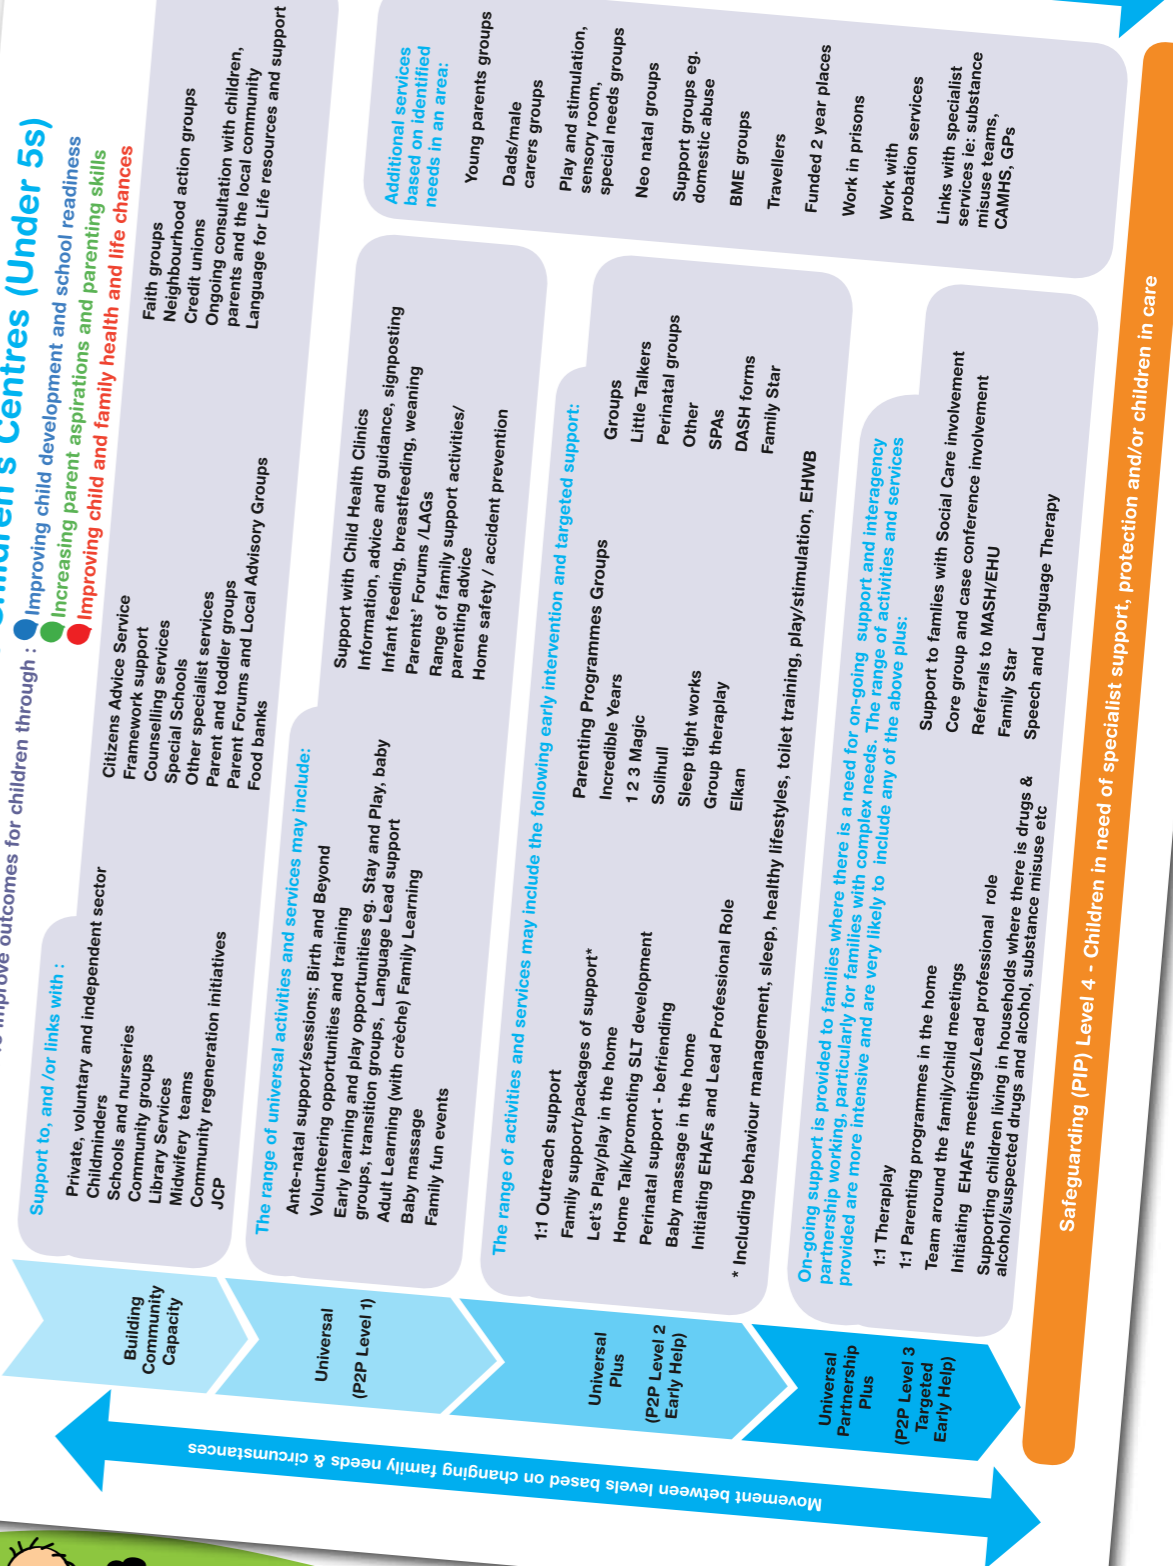 Children's Centres (Under 5s)
improve outcomes for children through :
Improving child development and school readiness
Increasing parent aspirations and parenting skills
Improving child and family health and life chances
Building
Community
Capacity
Support to, and /or links with :
Private, voluntary and independent sector
Childminders
Schools and nurseries
Community groups
Library Services
Midwifery teams
Community regeneration initiatives
JCP
Citizens Advice Service
Framework support
Counselling services
Special Schools
Other specialist services
Parent and toddler groups
Parent Forums and Local Advisory Groups
Food banks
Faith groups
Neighbourhood action groups
Credit unions
Ongoing consultation with children,
parents and the local community
Language for Life resources and support
Universal
(P2P Level 1)
The range of universal activities and services may include:
Ante-natal support/sessions; Birth and Beyond
Volunteering opportunities and training
Early learning and play opportunities eg. Stay and Play, baby
groups, transition groups, Language Lead support
Adult Learning (with crèche) Family Learning
Baby massage
Family fun events
Support with Child Health Clinics
Information, advice and guidance, signposting
Infant feeding, breastfeeding, weaning
Parents' Forums /LAGs
Range of family support activities/
parenting advice
Home safety / accident prevention
Universal
Plus
(P2P Level 2
Early Help)
The range of activities and services may include the following early intervention and targeted support:
1:1 Outreach support
Family support/packages of support*
Let's Play/play in the home
Home Talk/promoting SLT development
Perinatal support - befriending
Baby massage in the home
Initiating EHAFs and Lead Professional Role
Parenting Programmes Groups
Incredible Years
1 2 3 Magic
Solihull
Sleep tight works
Group theraplay
Elkan
Groups
Little Talkers
Perinatal groups
Other
SPAs
DASH forms
Family Star
* Including behaviour management, sleep, healthy lifestyles, toilet training, play/stimulation, EHWB
Universal
Partnership
Plus
(P2P Level 3
Targeted
Early Help)
On-going support is provided to families where there is a need for on-going support and interagency
partnership working, particularly for families with complex needs. The range of activities and services
provided are more intensive and are very likely to include any of the above plus:
1:1 Theraplay
1:1 Parenting programmes in the home
Team around the family/child meetings
Initiating EHAFs meetings/Lead professional role
Supporting children living in households where there is drugs &
alcohol/suspected drugs and alcohol, substance misuse etc
Support to families with Social Care involvement
Core group and case conference involvement
Referrals to MASH/EHU
Family Star
Speech and Language Therapy
Additional services
based on identified
needs in an area:
Young parents groups
Dads/male
carers groups
Play and stimulation,
sensory room,
special needs groups
Neo natal groups
Support groups eg.
domestic abuse
BME groups
Travellers
Funded 2 year places
Work in prisons
Work with
probation services
Links with specialist
services ie: substance
misuse teams,
CAMHS, GPs
Safeguarding (PIP) Level 4 - Children in need of specialist support, protection and/or children in care
Movement between levels based on changing family needs & circumstances